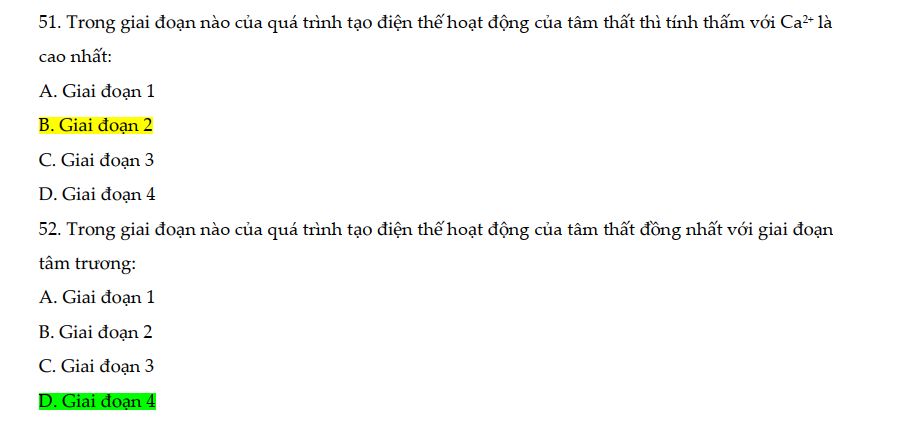 51. Trong giai đoạn nào của quá trình tạo điện thế hoạt động của tâm thất thì tính thấm với Ca²⁺ là
cao nhất:
A. Giai đoạn 1
B. Giai đoạn 2
C. Giai đoạn 3
D. Giai đoạn 4
52. Trong giai đoạn nào của quá trình tạo điện thế hoạt động của tâm thất đồng nhất với giai đoạn
tâm trương:
A. Giai đoạn 1
B. Giai đoạn 2
C. Giai đoạn 3
D. Giai đoạn 4